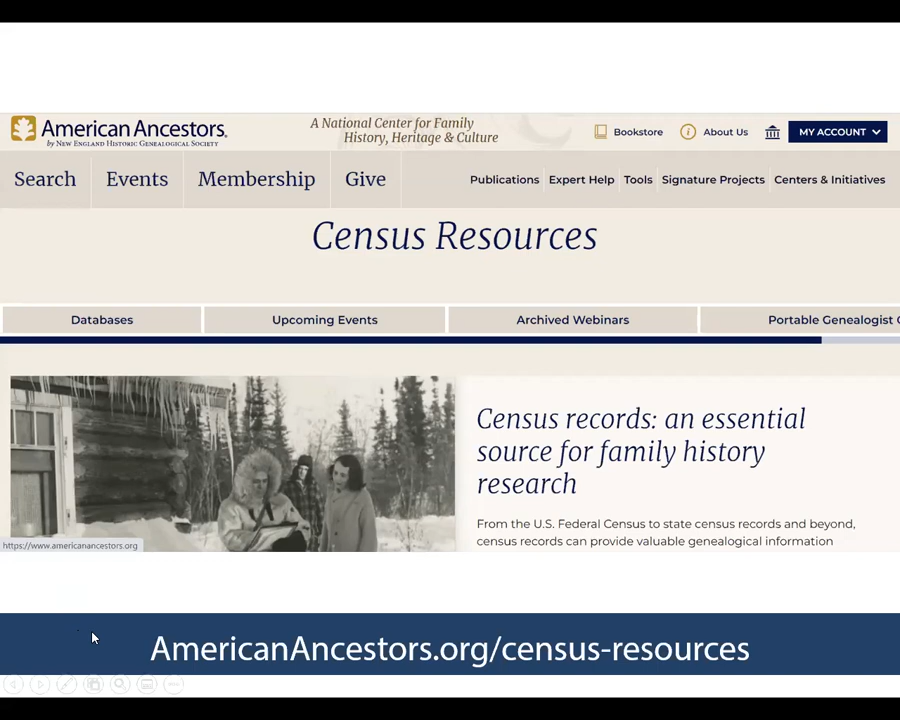 American Ancestors®
by NEW ENGLAND HISTORIC GENEALOGICAL SOCIETY
A National Center for Family
History, Heritage & Culture
Bookstore
About Us
MY ACCOUNT
Search
Events
Membership
Give
Publications
Expert Help
Tools
Signature Projects
Centers & Initiatives
Census Resources
Databases
Upcoming Events
Archived Webinars
Portable Genealogist
Census records: an essential
source for family history
research
From the U.S. Federal Census to state census records and beyond,
census records can provide valuable genealogical information
https://www.americanancestors.org
AmericanAncestors.org/census-resources